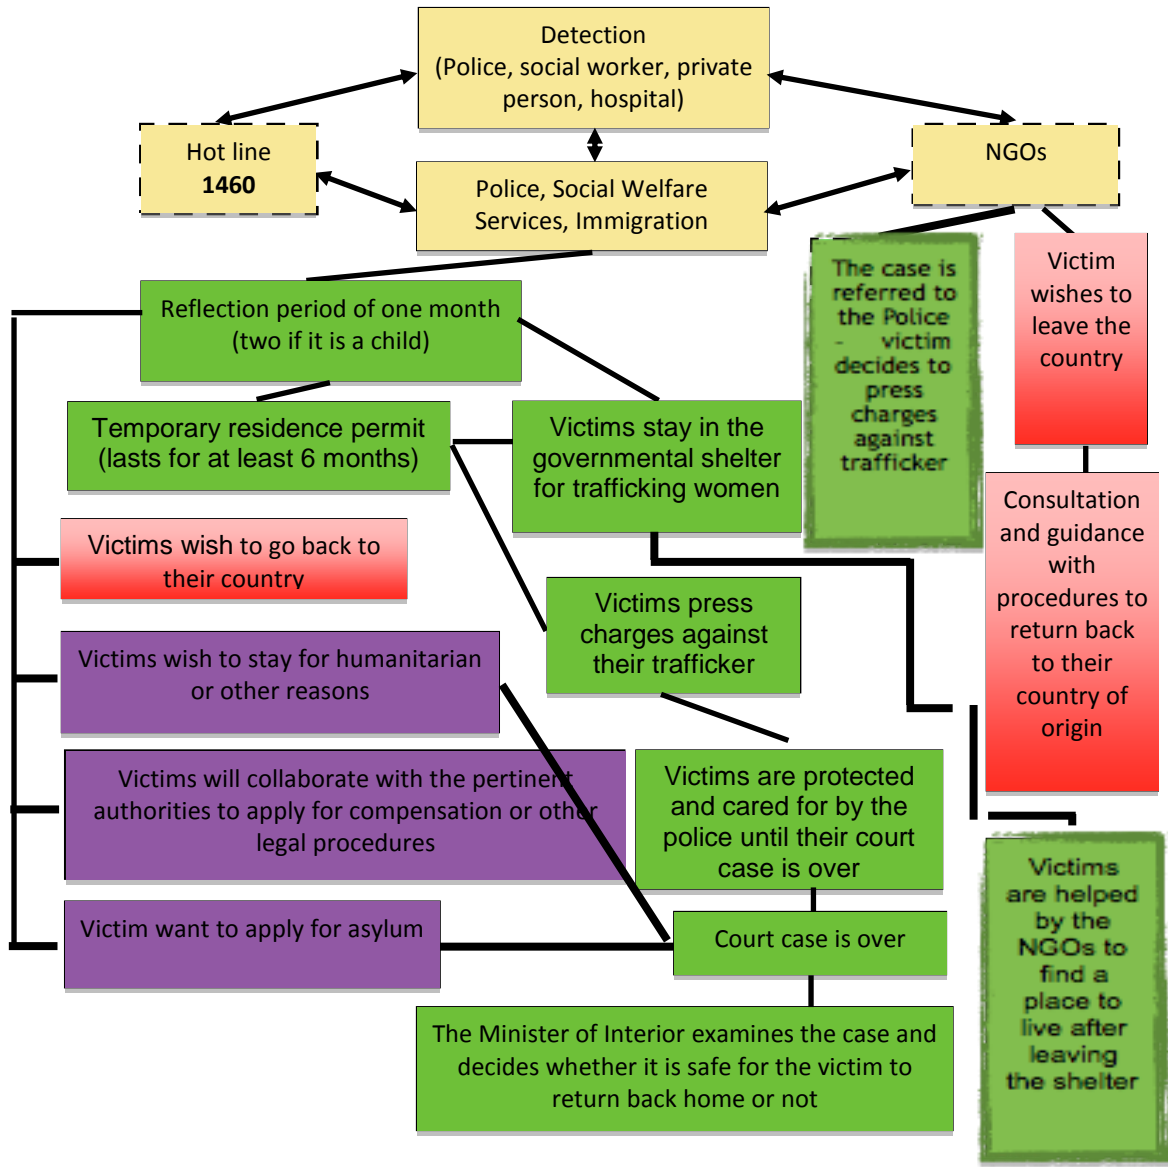 Detection
(Police, social worker, private
person, hospital)
Hot line
1460
NGOs
Police, Social Welfare
Services, Immigration
The case is
referred to
the Police
- victim
decides to
press
charges
against
trafficker
Victim
wishes to
leave the
country
Reflection period of one month
(two if it is a child)
Temporary residence permit
(lasts for at least 6 months)
Victims stay in the
governmental shelter
for trafficking women
Consultation
and guidance
with
procedures to
return back
to their
country of
origin
Victims wish to go back to
their country
Victims press
charges against
their trafficker
Victims wish to stay for humanitarian
or other reasons
Victims will collaborate with the pertinent
authorities to apply for compensation or other
legal procedures
Victims are protected
and cared for by the
police until their court
case is over
Victims
are helped
by the
NGOs to
find a
place to
live after
leaving
the shelter
Victim want to apply for asylum
Court case is over
The Minister of Interior examines the case and
decides whether it is safe for the victim to
return back home or not